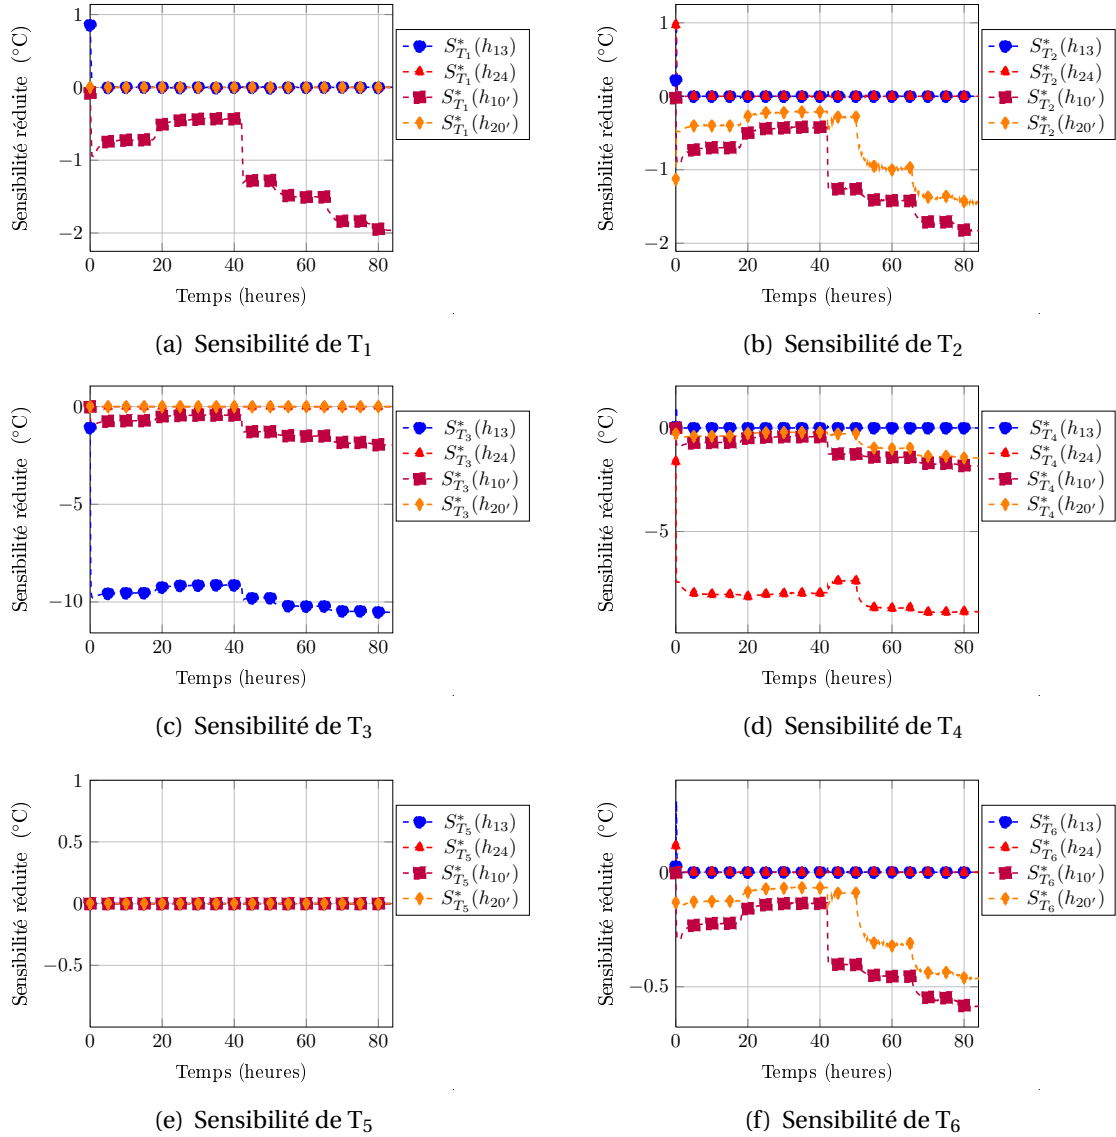 1
0
−1
−2
0
20
40
60
80
Sensibilité réduite (°C)
Temps (heures)
S*T1(h13)
S*T1(h24)
S*T1(h10′)
S*T1(h20′)
(a) Sensibilité de T1
1
0
−1
−2
0
20
40
60
80
Sensibilité réduite (°C)
Temps (heures)
S*T2(h13)
S*T2(h24)
S*T2(h10′)
S*T2(h20′)
(b) Sensibilité de T2
0
−5
−10
0
20
40
60
80
Sensibilité réduite (°C)
Temps (heures)
S*T3(h13)
S*T3(h24)
S*T3(h10′)
S*T3(h20′)
(c) Sensibilité de T3
0
−5
0
20
40
60
80
Sensibilité réduite (°C)
Temps (heures)
S*T4(h13)
S*T4(h24)
S*T4(h10′)
S*T4(h20′)
(d) Sensibilité de T4
1
0.5
0
−0.5
0
20
40
60
80
Sensibilité réduite (°C)
Temps (heures)
S*T5(h13)
S*T5(h24)
S*T5(h10′)
S*T5(h20′)
(e) Sensibilité de T5
0
−0.5
0
20
40
60
80
Sensibilité réduite (°C)
Temps (heures)
S*T6(h13)
S*T6(h24)
S*T6(h10′)
S*T6(h20′)
(f) Sensibilité de T6